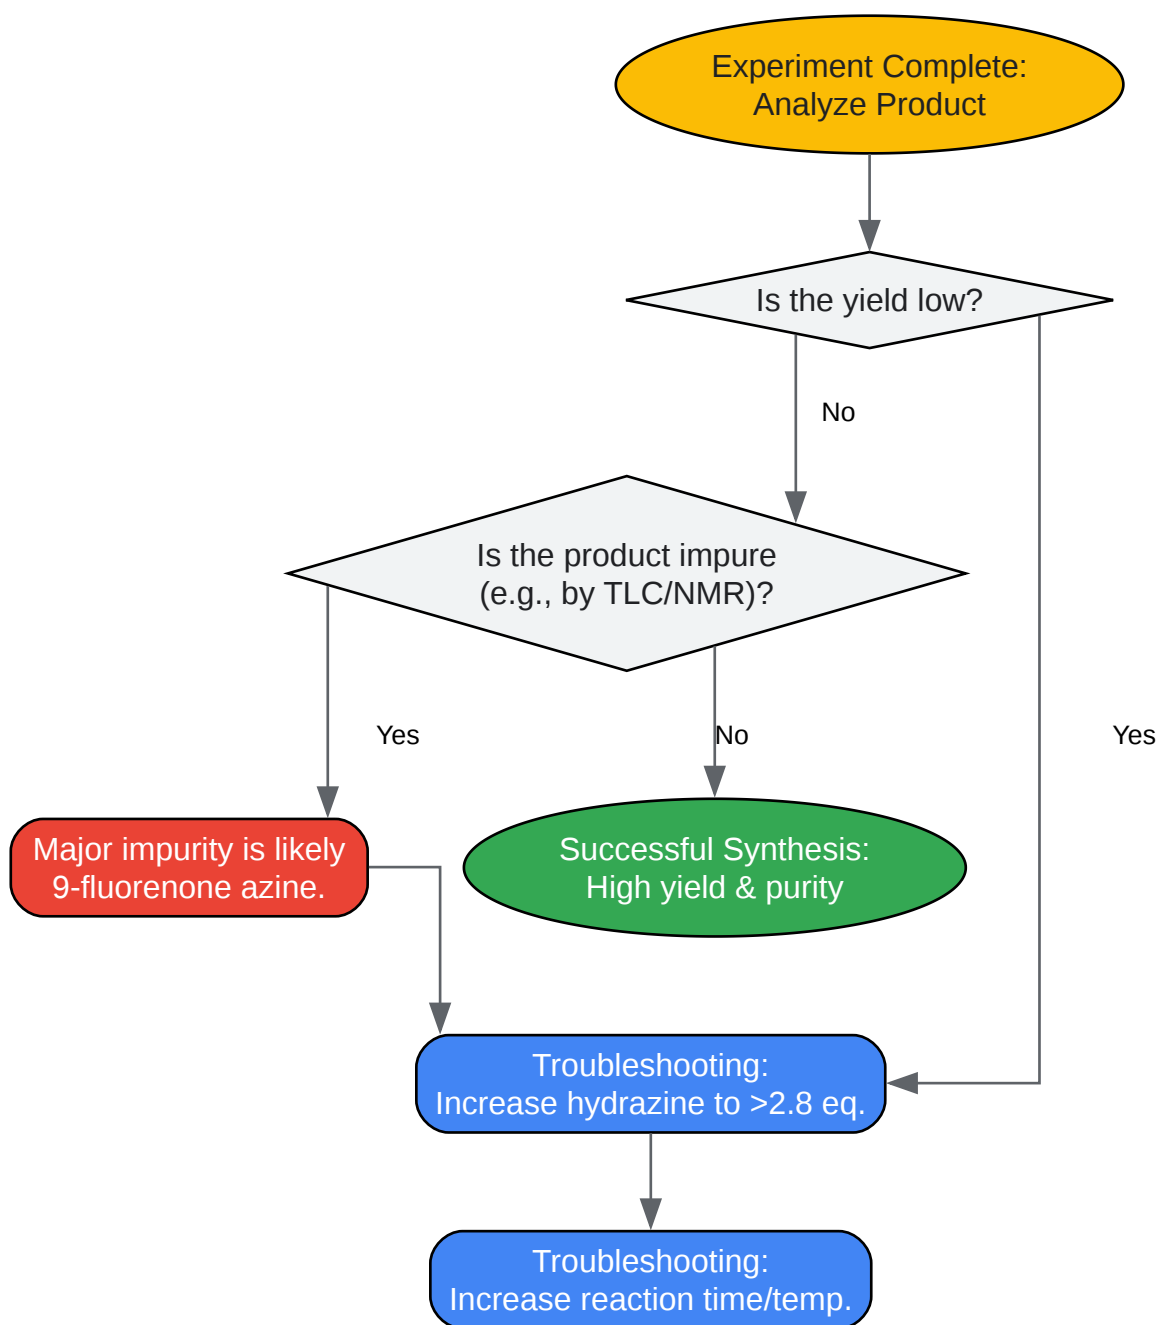 Experiment Complete:
Analyze Product
Is the yield low?
No
Is the product impure
(e.g., by TLC/NMR)?
Yes
No
Yes
Major impurity is likely
9-fluorenone azine.
Successful Synthesis:
High yield & purity
Troubleshooting:
Increase hydrazine to >2.8 eq.
Troubleshooting:
Increase reaction time/temp.